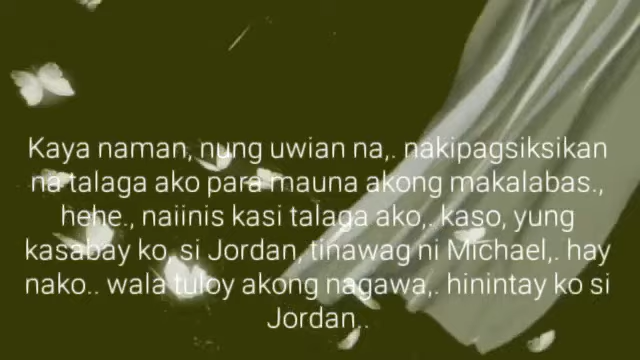 Kaya naman, nung uwian na,. nakipagsiksikan
na talaga ako para mauna akong makalabas.,
hehe., naiinis kasi talaga ako,. kaso, yung
kasabay ko, si Jordan, tinawag ni Michael,. hay
nako.. wala tuloy akong nagawa,. hinintay ko si
Jordan..